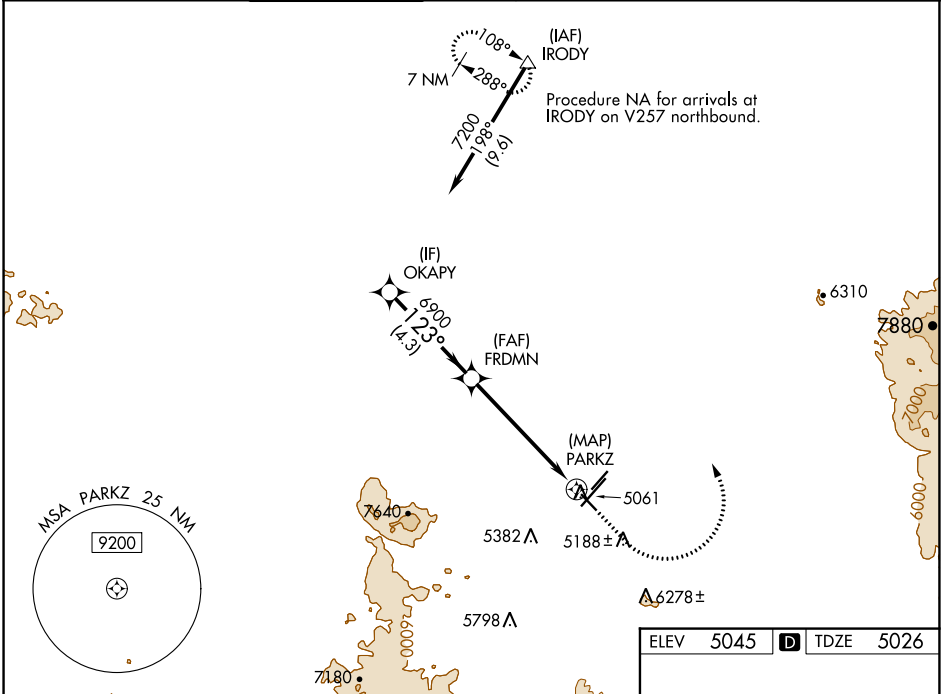 (IAF)
IRODY
108°
288°
7 NM
Procedure NA for arrivals at
IRODY on V257 northbound.
7200
198°
(9.6)
(IF)
OKAPY
6900
123°
(4.3)
(FAF)
FRDMN
6310
7880
7000
6000
(MAP)
PARKZ
5061
7640
5382
5188±
6278±
5798
6000
7180
MSA PARKZ 25 NM
9200
ELEV 5045 D TDZE 5026